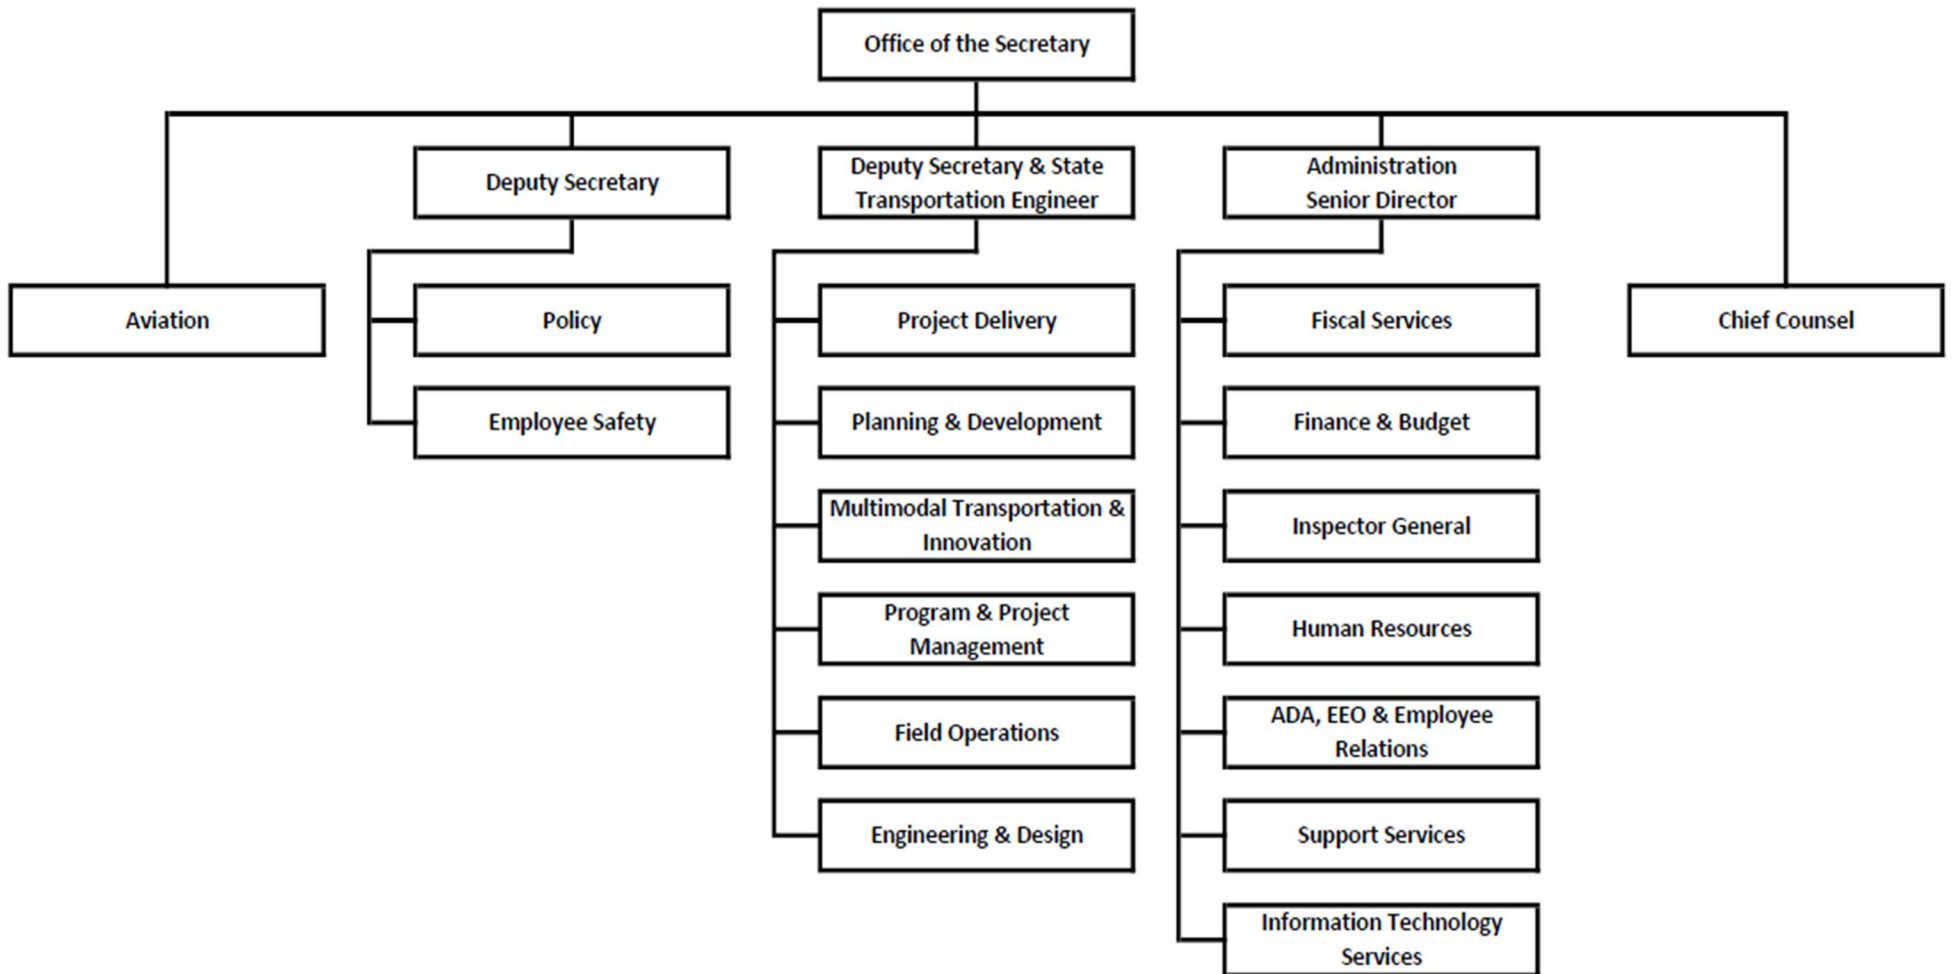 Office of the Secretary
Deputy Secretary
Deputy Secretary & State
Transportation Engineer
Administration
Senior Director
Aviation
Policy
Project Delivery
Fiscal Services
Chief Counsel
Employee Safety
Planning & Development
Finance & Budget
Multimodal Transportation &
Innovation
Inspector General
Program & Project
Management
Human Resources
Field Operations
ADA, EEO & Employee
Relations
Engineering & Design
Support Services
Information Technology
Services